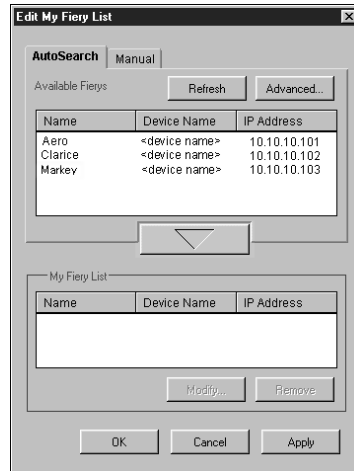 Edit My Fiery List
AutoSearch Manual
Available Fierys Refresh Advanced...
Name Device Name IP Address
Aero <device name> 10.10.10.101
Clarice <device name> 10.10.10.102
Markey <device name> 10.10.10.103
My Fiery List
Name Device Name IP Address
Modify... Remove
OK Cancel Apply